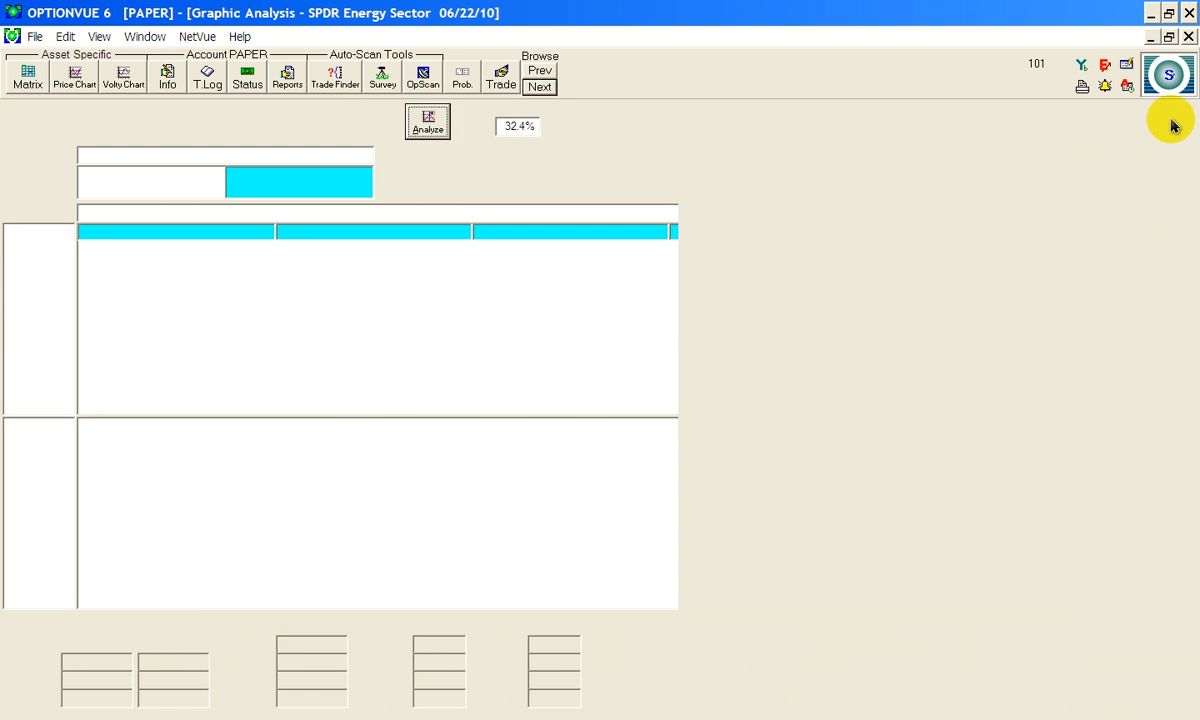 OPTIONVUE 6   [PAPER] - [Graphic Analysis - SPDR Energy Sector  06/22/10]
File Edit View Window NetVue Help
Asset Specific Account PAPER Auto-Scan Tools Browse
Matrix Price Chart Volty Chart Info T.Log Status Reports Trade Finder Survey OpScan Prob. Trade Prev
Next
101
S
Analyze
32.4%